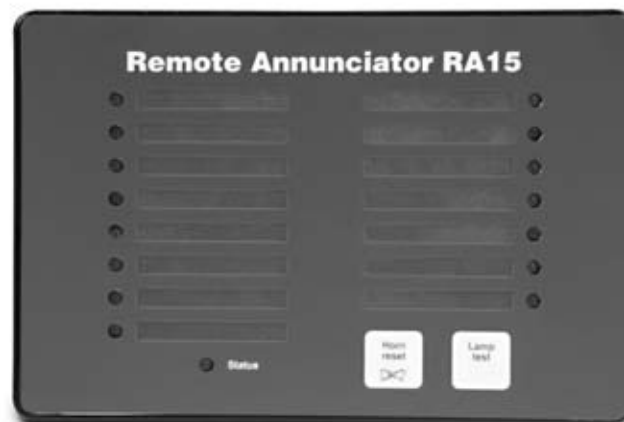 Remote Annunciator RA15
Status
Horn
reset
Lamp
test